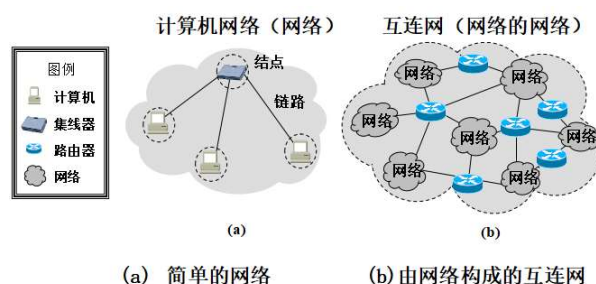 计算机网络（网络）
互连网（网络的网络）
图例
计算机
集线器
路由器
网络
结点
链路
(a)
网络
网络
网络
网络
网络
网络
网络
(b)
(a) 简单的网络
(b)由网络构成的互连网